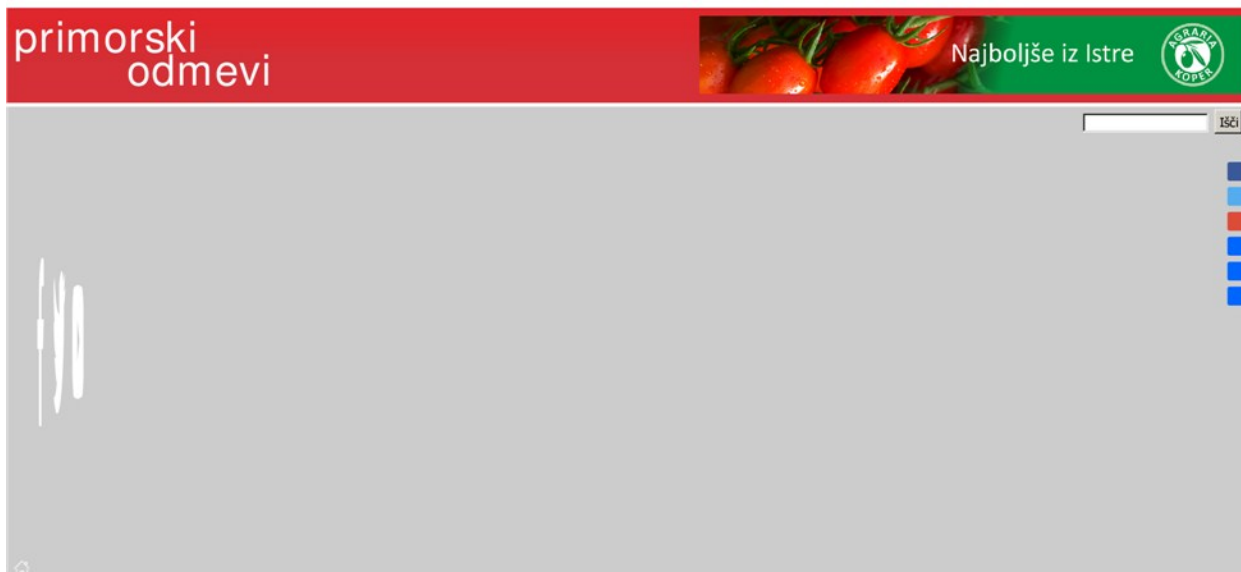 primorski
odmevi
Najboljše iz Istre
AGRARIA
KOPER
Išči